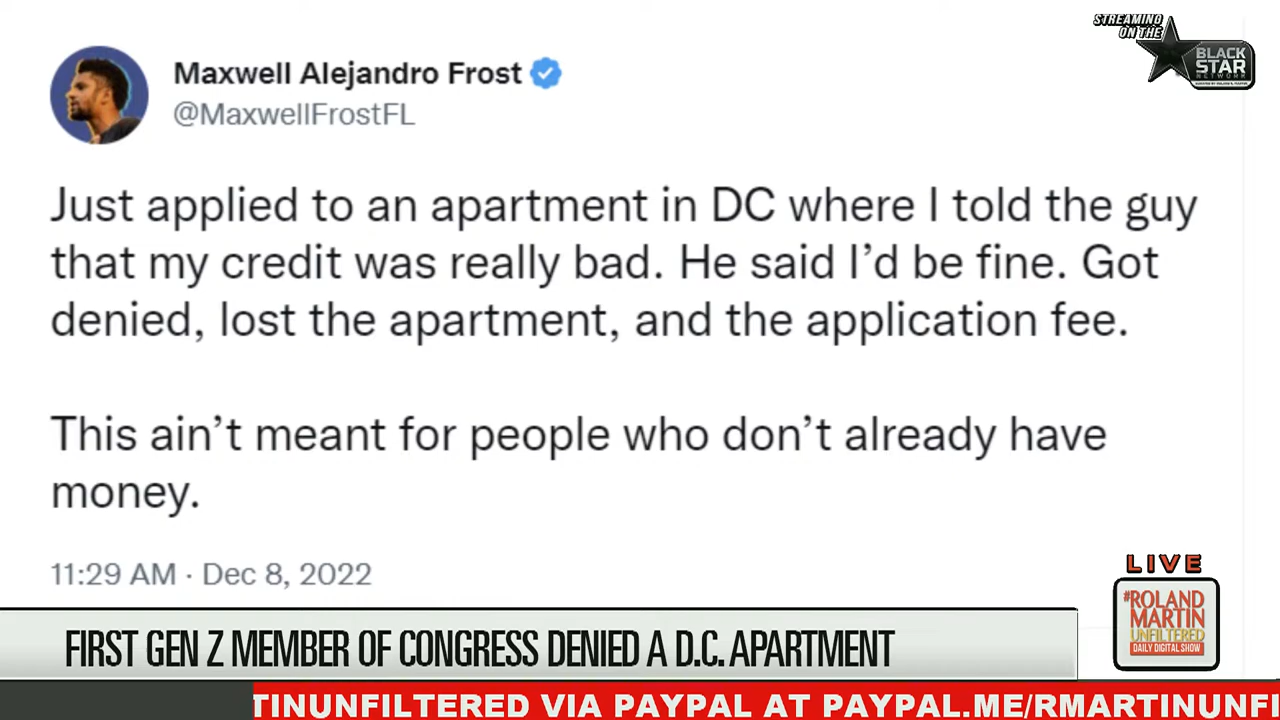 STREAMING
ON THE
BLACK
STAR
NETWORK
Maxwell Alejandro Frost
@MaxwellFrostFL
Just applied to an apartment in DC where I told the guy
that my credit was really bad. He said I’d be fine. Got
denied, lost the apartment, and the application fee.
This ain’t meant for people who don’t already have
money.
11:29 AM · Dec 8, 2022
LIVE
#ROLAND
MARTIN
UNFILTERED
DAILY DIGITAL SHOW
FIRST GEN Z MEMBER OF CONGRESS DENIED A D.C. APARTMENT
TINUNFILTERED VIA PAYPAL AT PAYPAL.ME/RMARTINUNFI